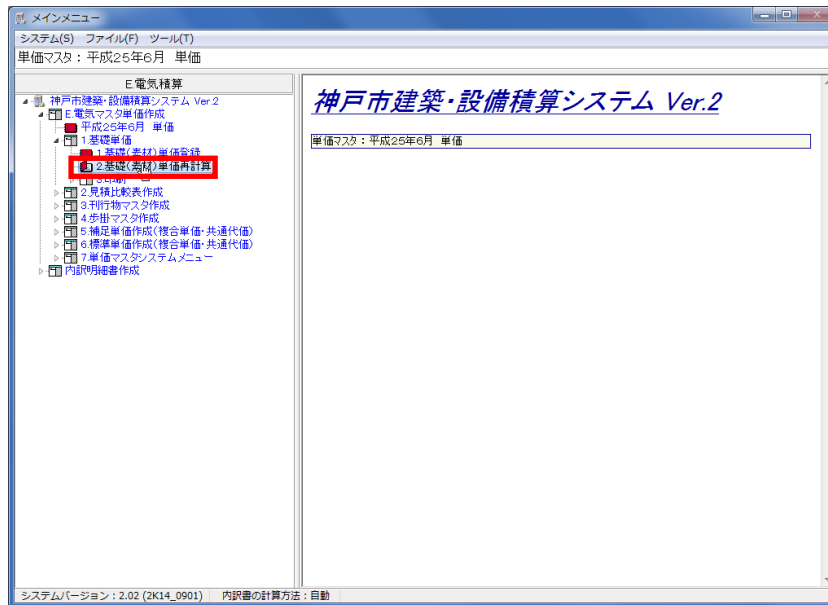 メインメニュー
システム(S) ファイル(F) ツール(T)
単価マスタ：平成25年6月 単価
E.電気積算
神戸市建築・設備積算システム Ver.2
E.電気マスタ単価作成
平成25年6月 単価
1.基礎単価
1.基礎(素材)単価登録
2.基礎(素材)単価再計算
3.印刷
2.見積比較表作成
3.刊行物マスタ作成
4.歩掛マスタ作成
5.補足単価作成(複合単価・共通代価)
6.標準単価作成(複合単価・共通代価)
7.単価マスタシステムメニュー
内訳明細書作成
神戸市建築・設備積算システム Ver.2
単価マスタ：平成25年6月 単価
システムバージョン：2.02 (2K14_0901) 内訳書の計算方法：自動